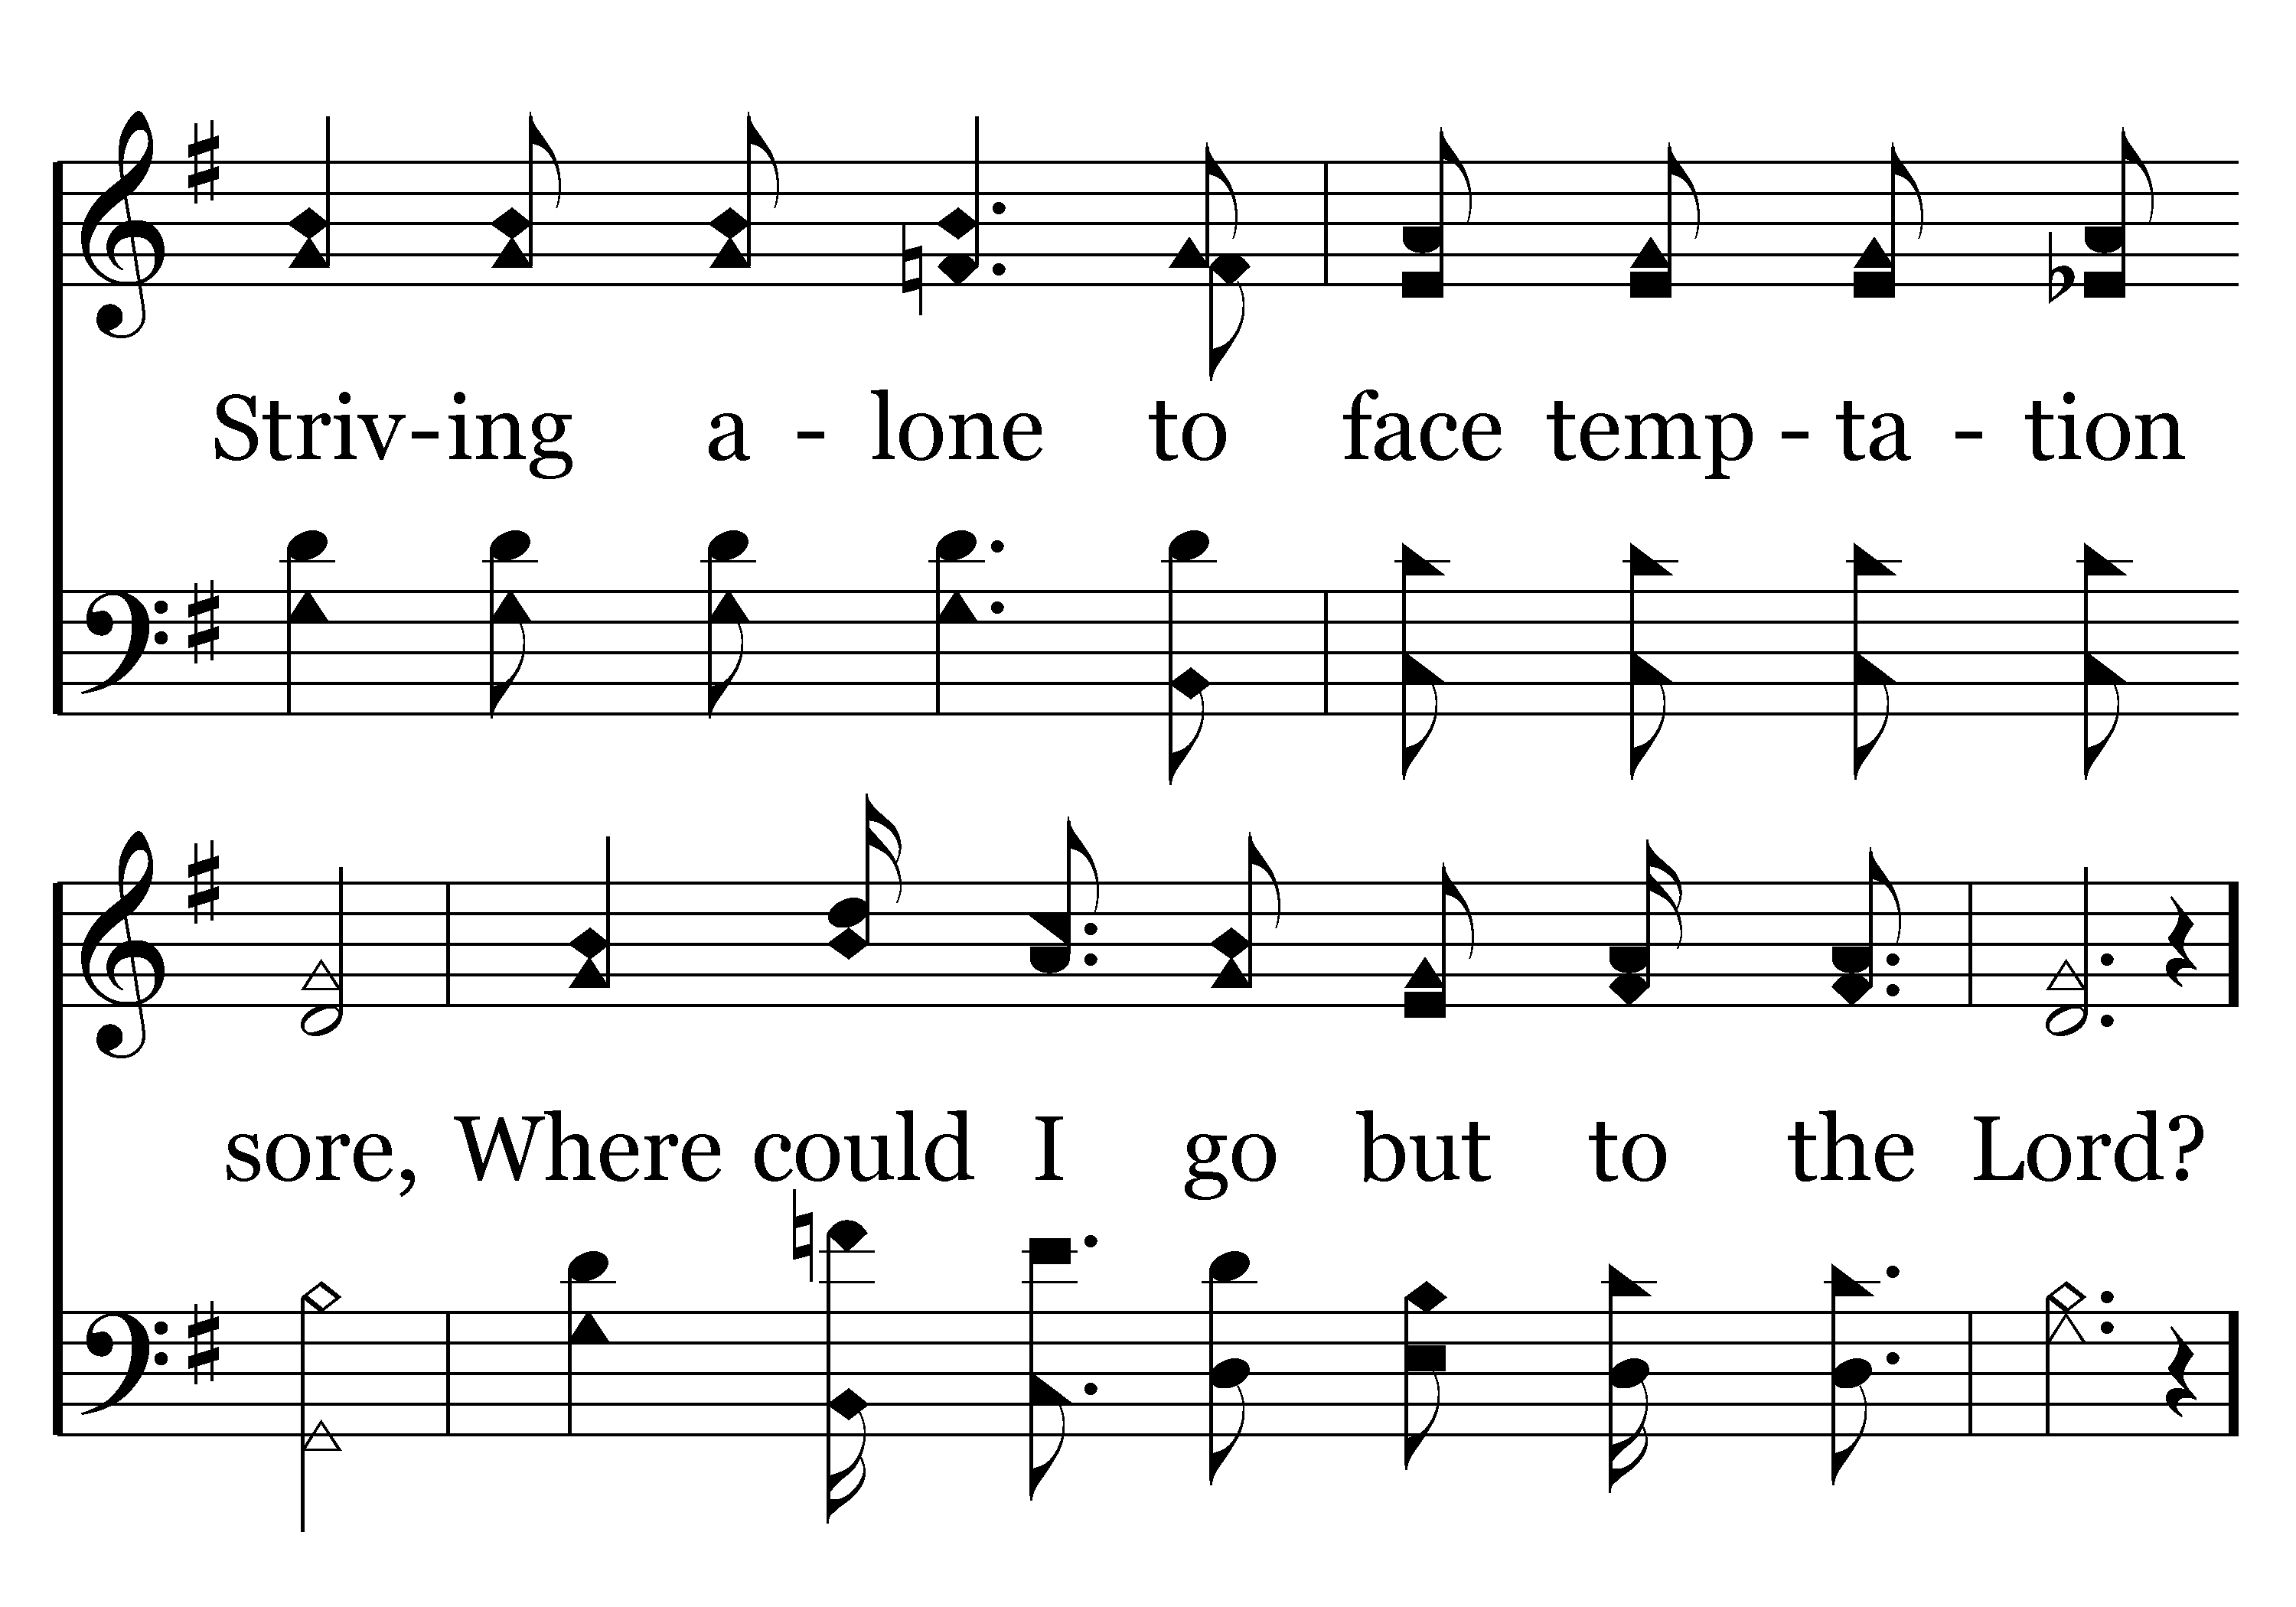 Striv-ing a - lone to face temp - ta - tion
sore, Where could I go but to the Lord?